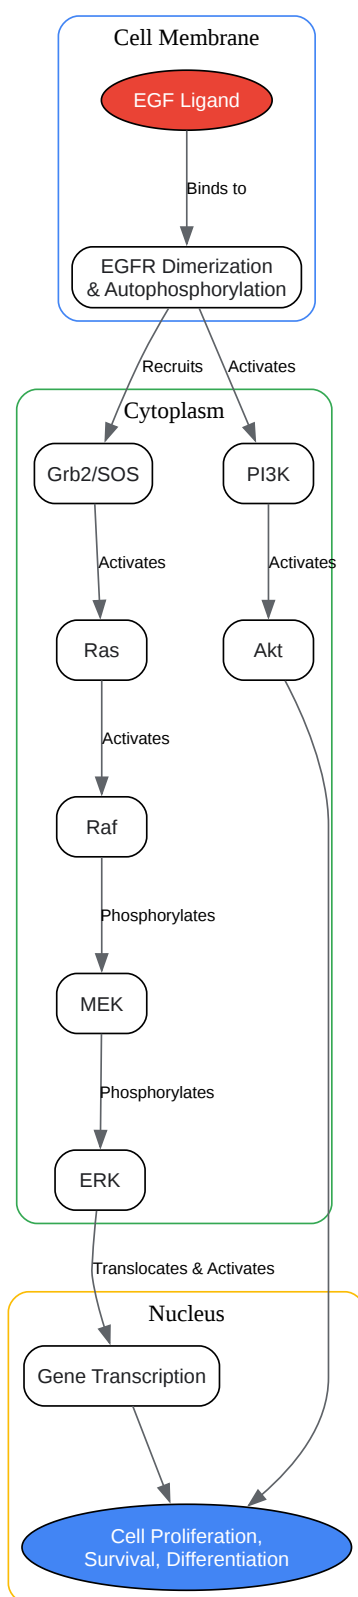 Cell Membrane
EGF Ligand
Binds to
EGFR Dimerization
& Autophosphorylation
Recruits
Activates
Cytoplasm
Grb2/SOS
PI3K
Activates
Activates
Ras
Akt
Activates
Raf
Phosphorylates
MEK
Phosphorylates
ERK
Translocates & Activates
Nucleus
Gene Transcription
Cell Proliferation,
Survival, Differentiation